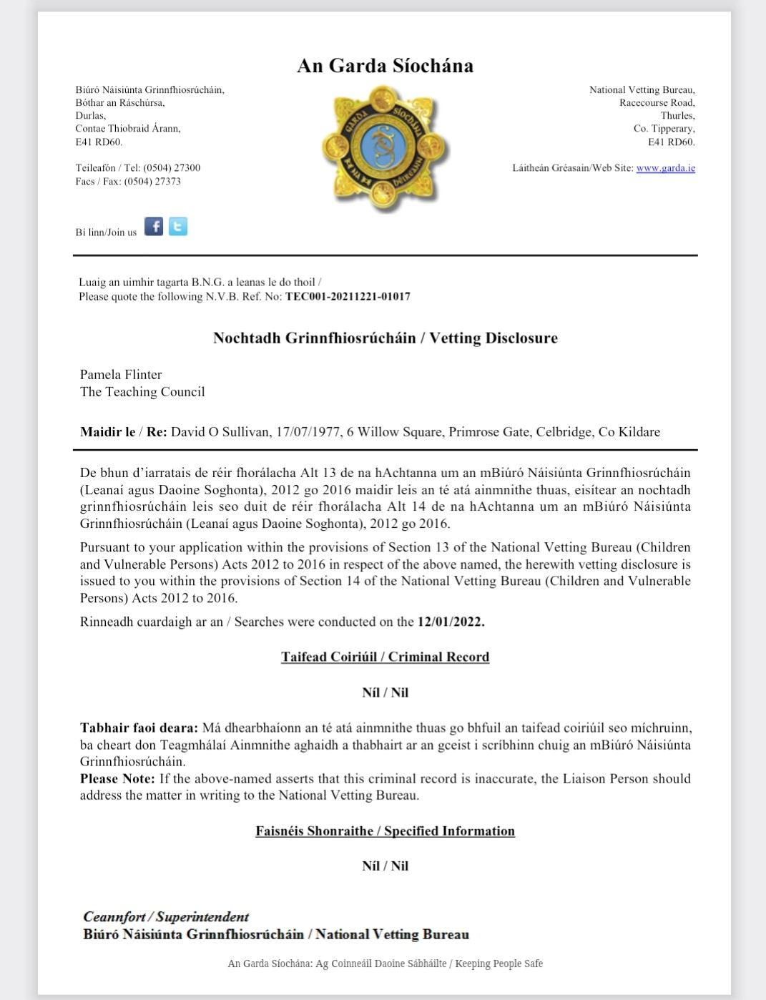 An Garda Síochána
Biúró Náisiúnta Grinnfhiosrúcháin,
Bóthar an Ráschúrsa,
Durlas,
Contae Thiobraid Árann,
E41 RD60.
Teileafón / Tel: (0504) 27300
Facs / Fax: (0504) 27373
Bí linn/Join us
GARDA SÍOCHÁNA NA HÉIREANN
National Vetting Bureau,
Racecourse Road,
Thurles,
Co. Tipperary,
E41 RD60.
Láitheán Gréasain/Web Site: www.garda.ie
Luaig an uimhir tagarta B.N.G. a leanas le do thoil /
Please quote the following N.V.B. Ref. No: TEC001-20211221-01017
Nochtadh Grinnfhiosrúcháin / Vetting Disclosure
Pamela Flinter
The Teaching Council
Maidir le / Re: David O Sullivan, 17/07/1977, 6 Willow Square, Primrose Gate, Celbridge, Co Kildare
De bhun d’iarratais de réir fhorálacha Alt 13 de na hAchtanna um an mBiúró Náisiúnta Grinnfhiosrúcháin
(Leanaí agus Daoine Soghonta), 2012 go 2016 maidir leis an té atá ainmnithe thuas, eisítear an nochtadh
grinnfhiosrúcháin leis seo duit de réir fhorálacha Alt 14 de na hAchtanna um an mBiúró Náisiúnta
Grinnfhiosrúcháin (Leanaí agus Daoine Soghonta), 2012 go 2016.
Pursuant to your application within the provisions of Section 13 of the National Vetting Bureau (Children
and Vulnerable Persons) Acts 2012 to 2016 in respect of the above named, the herewith vetting disclosure is
issued to you within the provisions of Section 14 of the National Vetting Bureau (Children and Vulnerable
Persons) Acts 2012 to 2016.
Rinneadh cuardaigh ar an / Searches were conducted on the 12/01/2022.
Taifead Coiriúil / Criminal Record
Níl / Nil
Tabhair faoi deara: Má dhearbhaíonn an té atá ainmnithe thuas go bhfuil an taifead coiriúil seo míchruinn,
ba cheart don Teagmhálaí Ainmnithe aghaidh a thabhairt ar an gceist i scríbhinn chuig an mBiúró Náisiúnta
Grinnfhiosrúcháin.
Please Note: If the above-named asserts that this criminal record is inaccurate, the Liaison Person should
address the matter in writing to the National Vetting Bureau.
Faisnéis Shonraithe / Specified Information
Níl / Nil
Ceannfort / Superintendent
Biúró Náisiúnta Grinnfhiosrúcháin / National Vetting Bureau
An Garda Síochána: Ag Coinneáil Daoine Sábháilte / Keeping People Safe